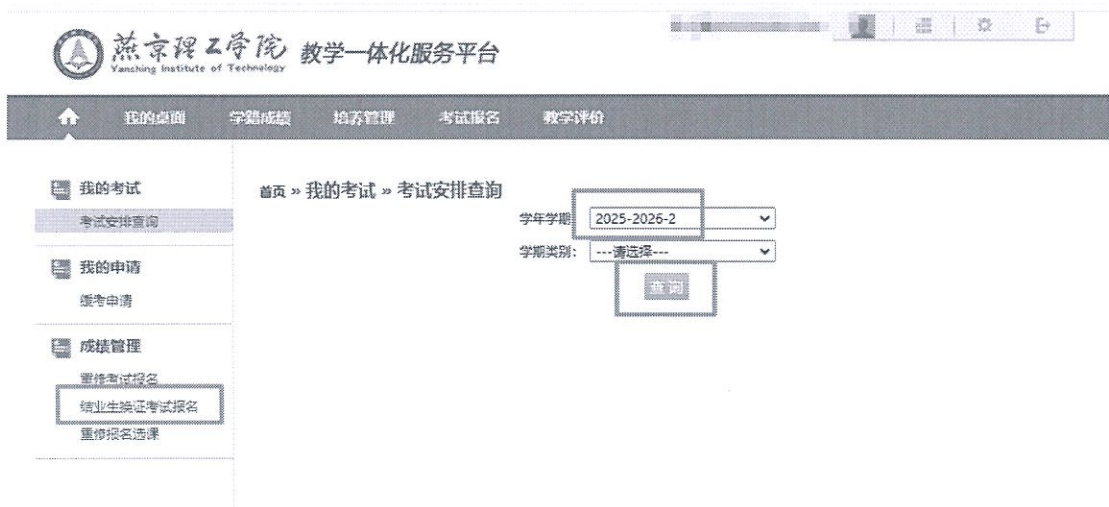 燕京理工学院 教学一体化服务平台
Yanching Institute of Technology
我的桌面 学籍成绩 培养管理 考试报名 教学评价
我的考试
考试安排查询
我的申请
缓考申请
成绩管理
重修考试报名
结业生换证考试报名
重修报名选课
首页 » 我的考试 » 考试安排查询
学年学期 2025-2026-2
学期类别: ---请选择---
查询